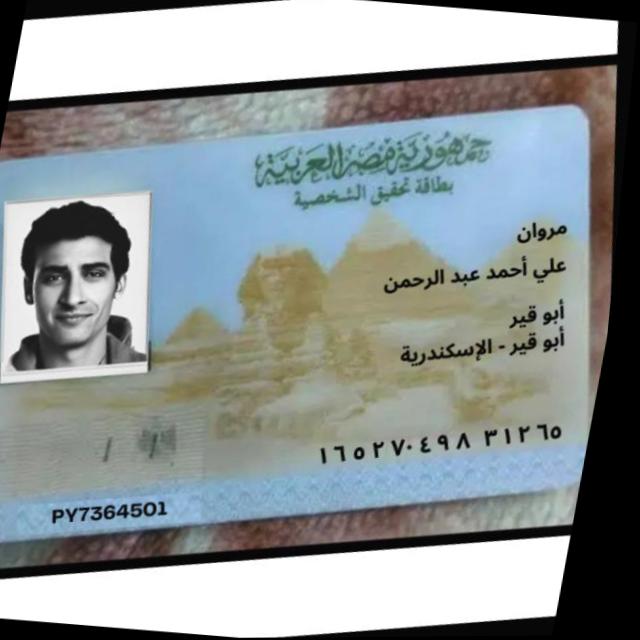 جمهورية مصر العربية
بطاقة تحقيق الشخصية
مروان
علي أحمد عبد الرحمن
أبو قير
أبو قير - الإسكندرية
١٦٥٢٧٠٤٩٨ ٣١٢٦٥
PY7364501